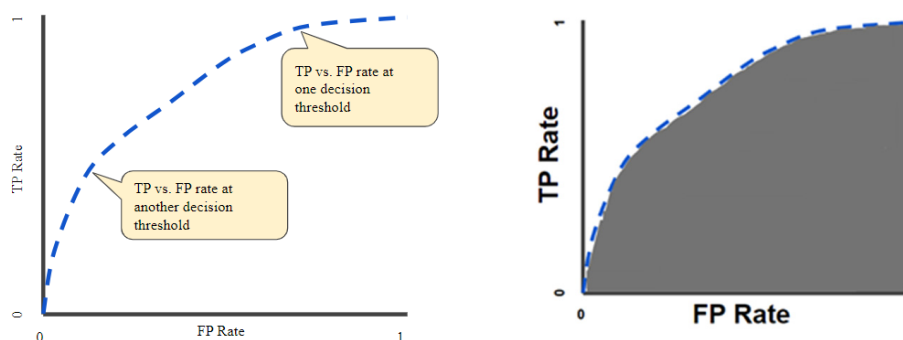 1
TP vs. FP rate at
one decision
threshold
TP Rate
TP vs. FP rate at
another decision
threshold
0
0
FP Rate
1
1
TP Rate
0
0
FP Rate